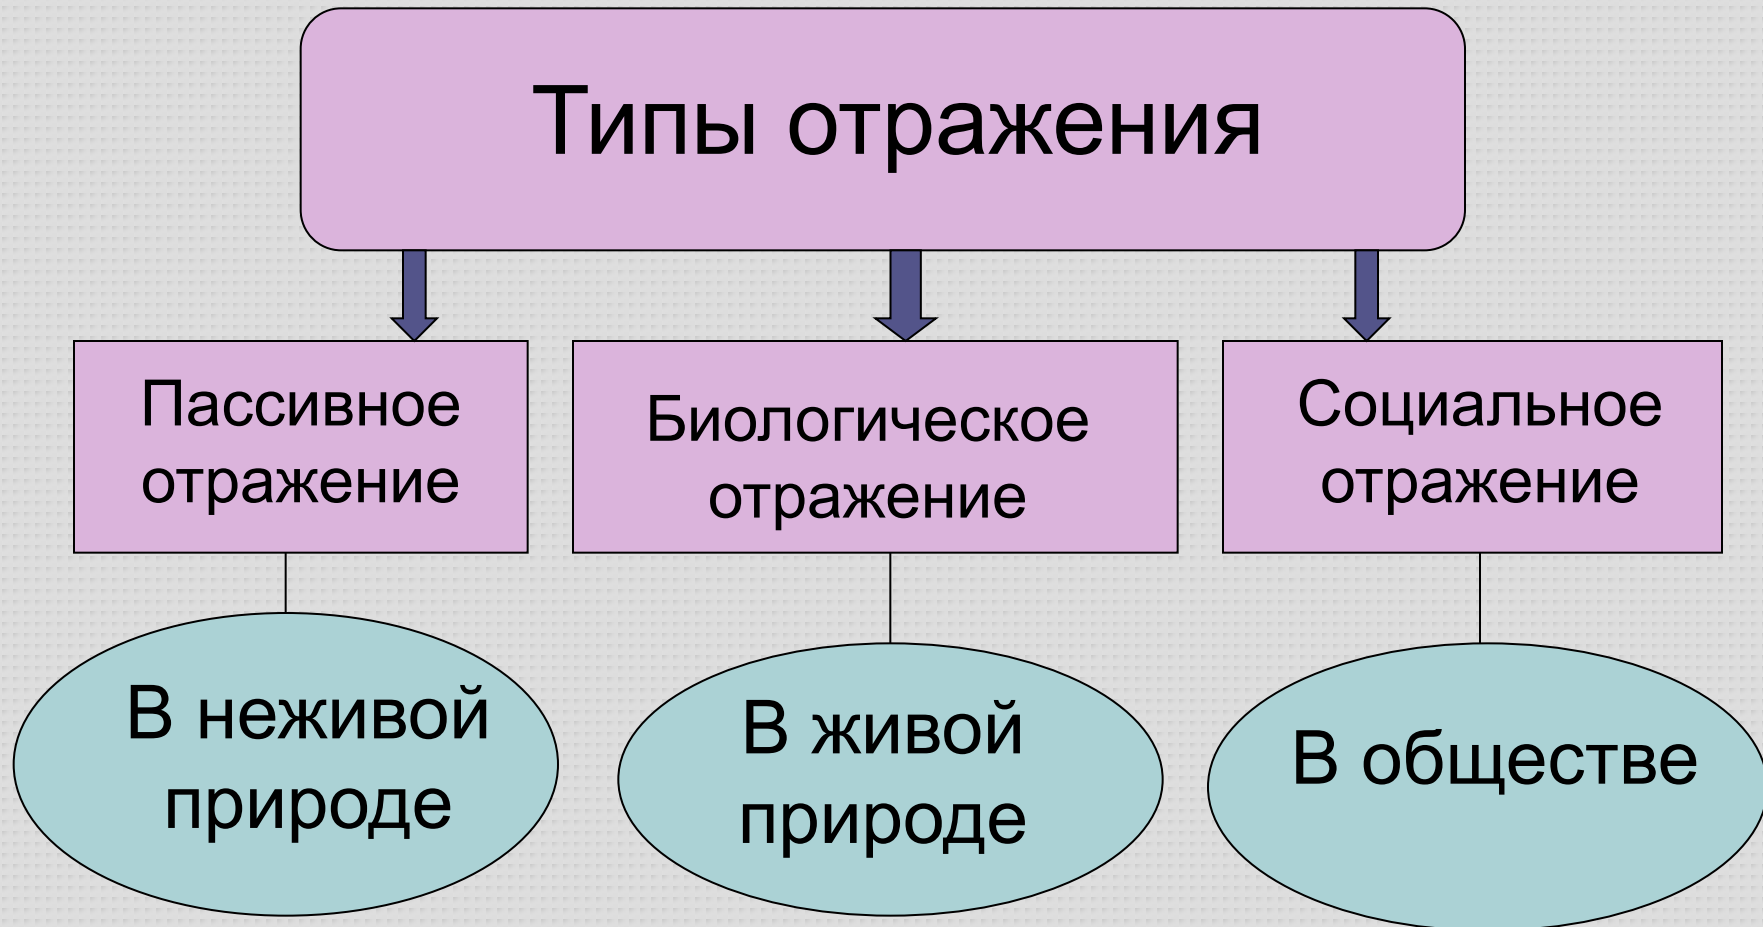 Типы отражения
Пассивное
отражение
Биологическое
отражение
Социальное
отражение
В неживой
природе
В живой
природе
В обществе